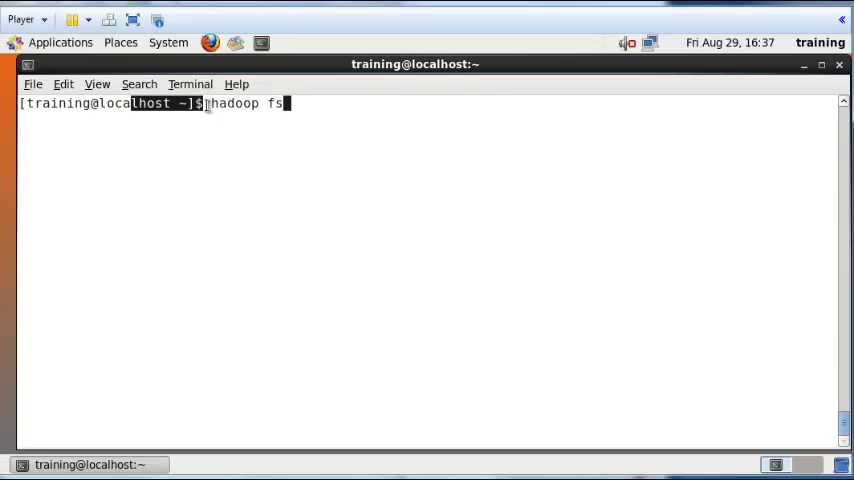 Player
Applications Places System Fri Aug 29, 16:37 training
training@localhost:~
File Edit View Search Terminal Help
[training@localhost ~]$ hadoop fs
training@localhost:~